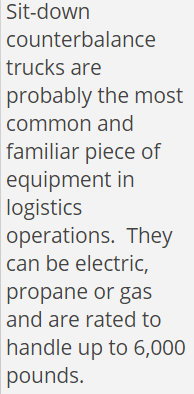 Sit-down
counterbalance
trucks are
probably the most
common and
familiar piece of
equipment in
logistics
operations.  They
can be electric,
propane or gas
and are rated to
handle up to 6,000
pounds.